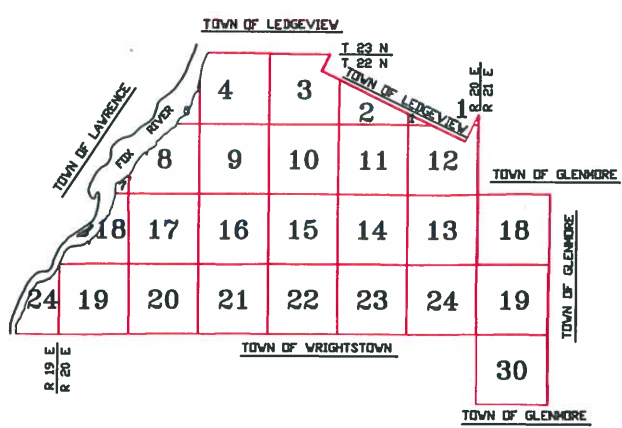 TOWN OF LEDGEVIEW
T 23 N
T 22 N
TOWN OF LEDGEVIEW
R 20 E
R 21 E
TOWN OF LAWRENCE
FOX RIVER
4 3 2 1 1
8 9 10 11 12
TOWN OF GLENMORE
18 17 16 15 14 13 18
TOWN OF GLENMORE
24 19 20 21 22 23 24 19
R 19 E
R 20 E
TOWN OF WRIGHTSTOWN
30
TOWN OF GLENMORE